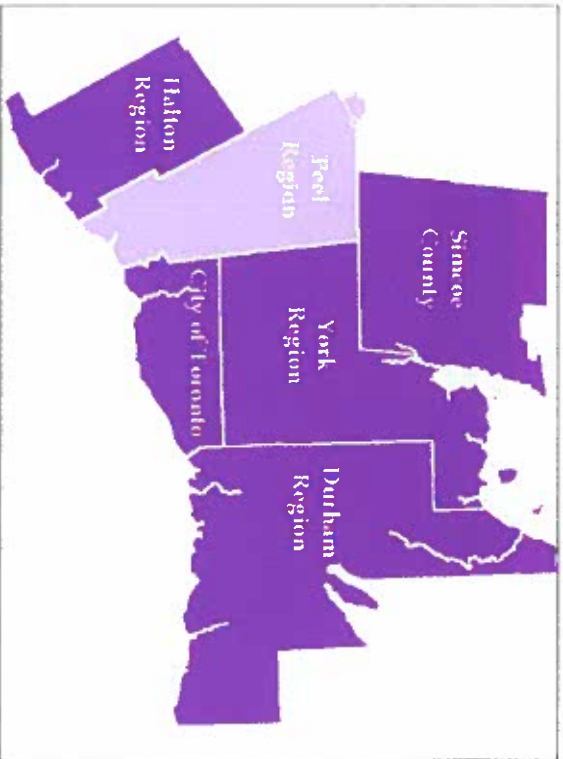 Halton
Region
Peel
Region
Simcoe
County
York
Region
City of Toronto
Durham
Region